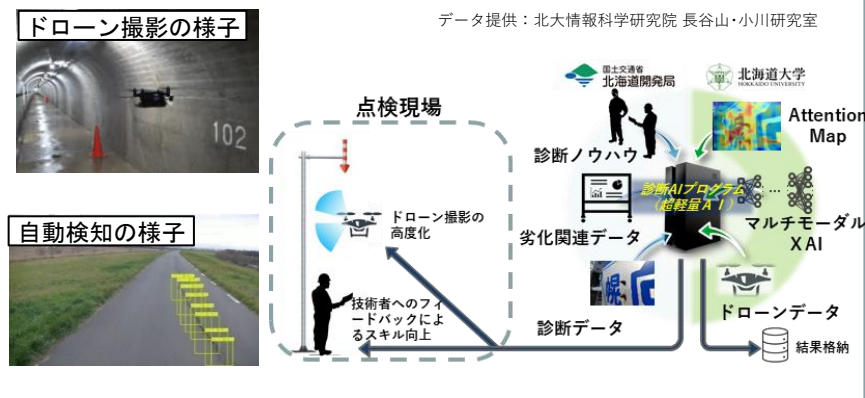 データ提供：北大情報科学研究院 長谷山・小川研究室
ドローン撮影の様子
102
自動検知の様子
点検現場
ドローン撮影の
高度化
技術者へのフィ
ードバックによ
るスキル向上
国土交通省
北海道開発局
北海道大学
HOKKAIDO UNIVERSITY
Attention
Map
診断ノウハウ
診断AIプログラム
（超軽量ＡＩ）
マルチモーダル
XAI
劣化関連データ
診断データ
ドローンデータ
結果格納